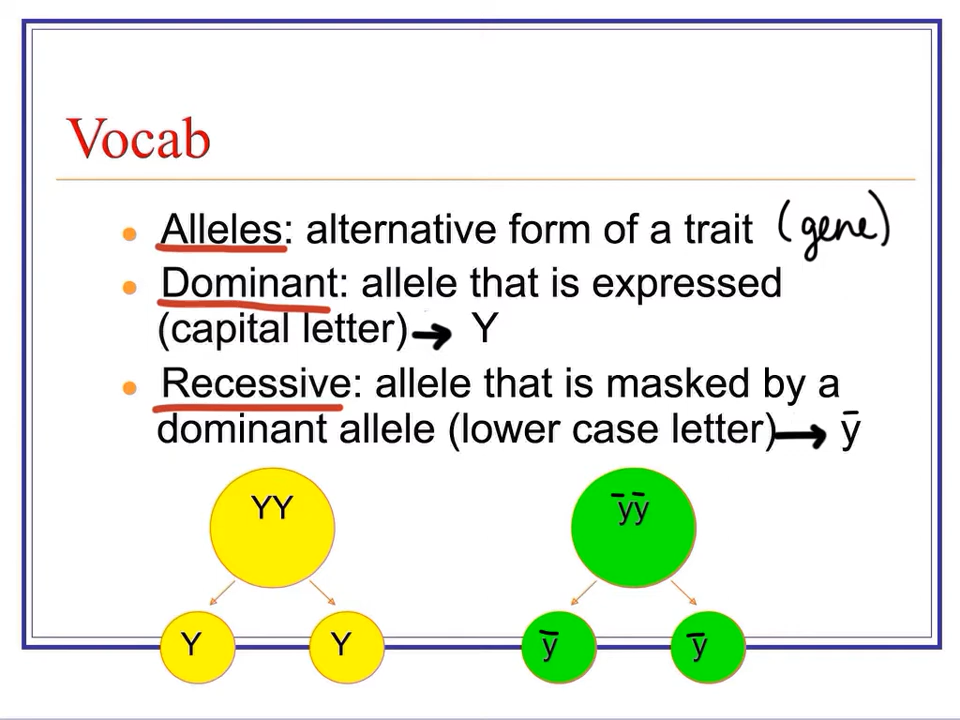 Vocab
Alleles: alternative form of a trait (gene)
Dominant: allele that is expressed
(capital letter)→ Y
Recessive: allele that is masked by a
dominant allele (lower case letter)→ y̅
YY y̅y̅
Y Y y̅ y̅